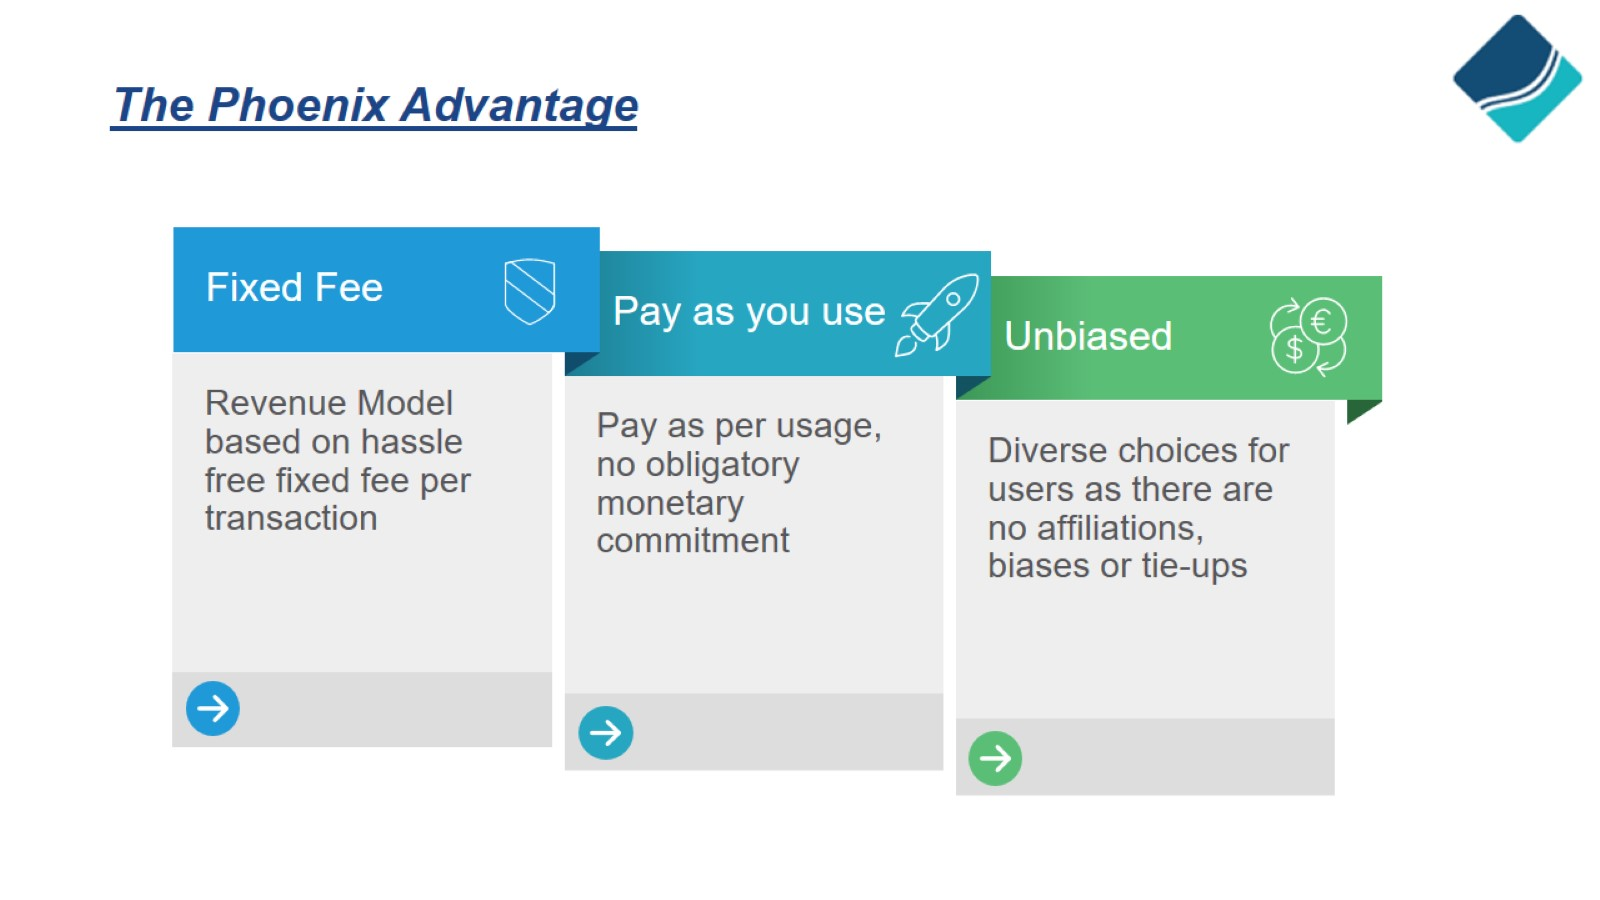 The Phoenix Advantage
Fixed Fee
Revenue Model
based on hassle
free fixed fee per
transaction
Pay as you use
Pay as per usage,
no obligatory
monetary
commitment
Unbiased
€
$
Diverse choices for
users as there are
no affiliations,
biases or tie-ups